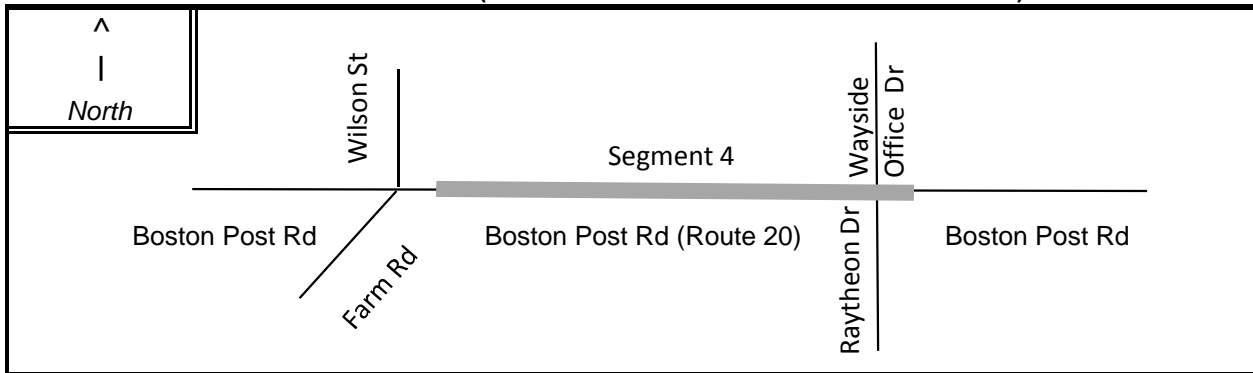 ^
|
North
Wilson St
Segment 4
Wayside
Office Dr
Boston Post Rd
Farm Rd
Boston Post Rd (Route 20)
Raytheon Dr
Boston Post Rd